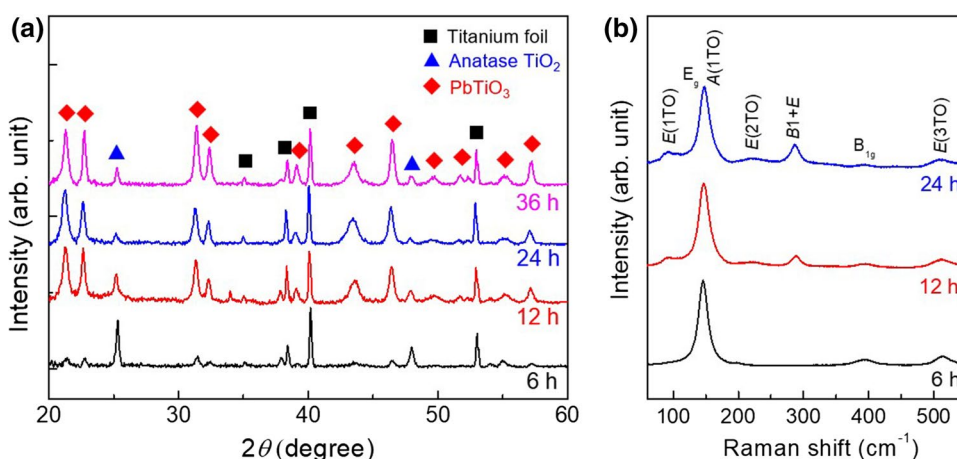 (a)
Titanium foil
Anatase TiO2
PbTiO3
Intensity (arb. unit)
36 h
24 h
12 h
6 h
20 30 40 50 60
2θ (degree)
(b)
Intensity (arb. unit)
E(1TO)
Eg
A(1TO)
E(2TO)
B1+E
B1g
E(3TO)
24 h
12 h
6 h
100 200 300 400 500
Raman shift (cm-1)